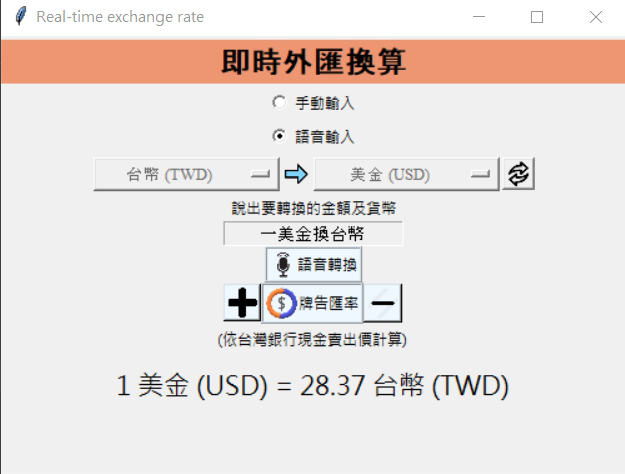 Real-time exchange rate
即時外匯換算
手動輸入
語音輸入
台幣 (TWD) 美金 (USD)
說出要轉換的金額及貨幣
一美金換台幣
語音轉換
$ 牌告匯率
(依台灣銀行現金賣出價計算)
1 美金 (USD) = 28.37 台幣 (TWD)